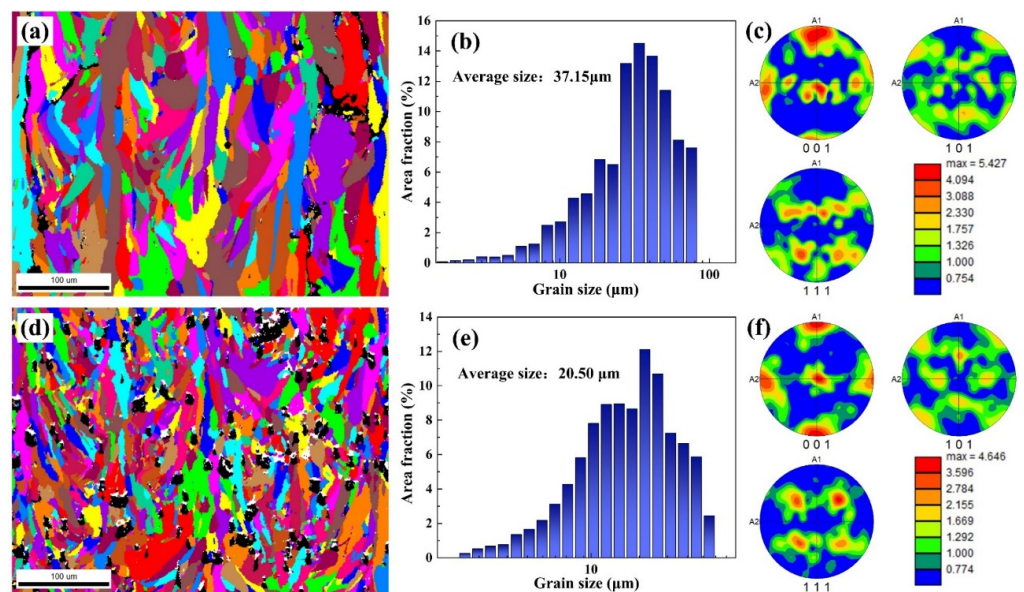 (a)
100 um
(b)
Average size：37.15μm
Area fraction (%)
16
14
12
10
8
6
4
2
0
10
100
Grain size (μm)
(c)
A1
A2
0 0 1
A1
A2
1 0 1
A1
A2
1 1 1
max = 5.427
4.094
3.088
2.330
1.757
1.326
1.000
0.754
(d)
100 um
(e)
Average size：20.50 μm
Area fraction (%)
14
12
10
8
6
4
2
0
10
Grain size (μm)
(f)
A1
A2
0 0 1
A1
A2
1 0 1
A1
A2
1 1 1
max = 4.646
3.596
2.784
2.155
1.669
1.292
1.000
0.774